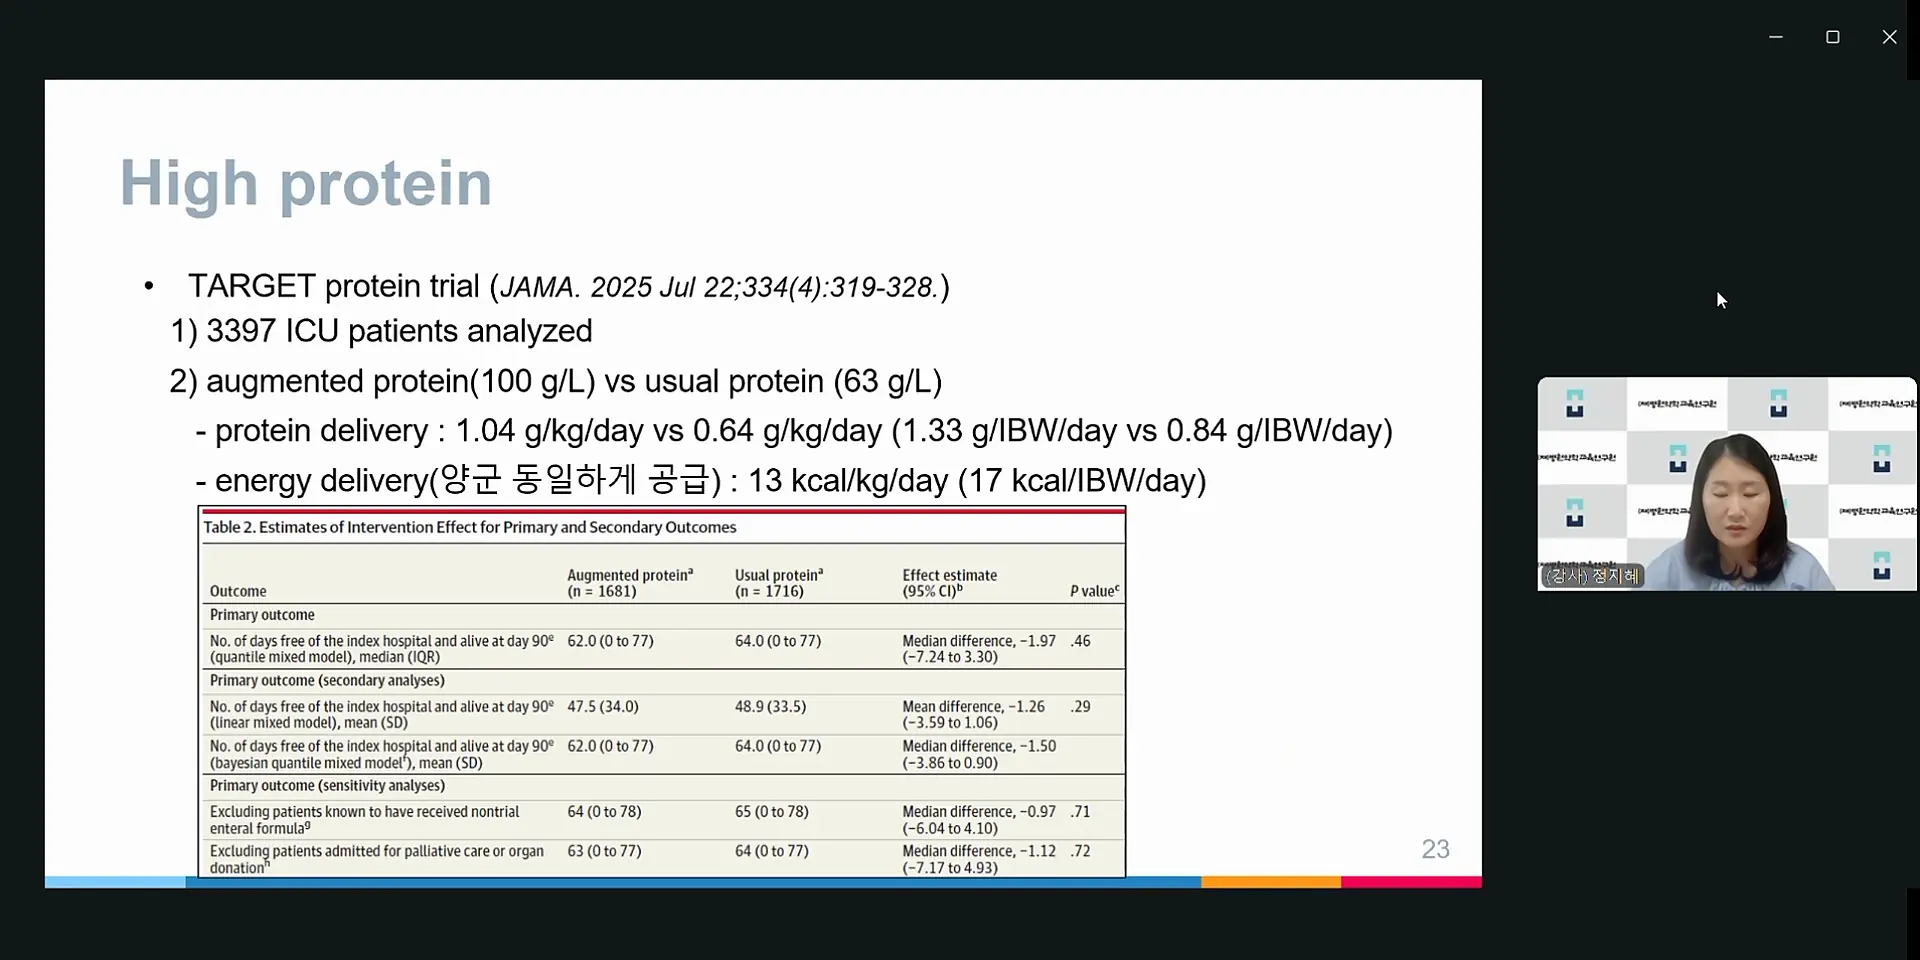 High protein
• TARGET protein trial (JAMA. 2025 Jul 22;334(4):319-328.)
1) 3397 ICU patients analyzed
2) augmented protein(100 g/L) vs usual protein (63 g/L)
- protein delivery : 1.04 g/kg/day vs 0.64 g/kg/day (1.33 g/IBW/day vs 0.84 g/IBW/day)
- energy delivery(양군 동일하게 공급) : 13 kcal/kg/day (17 kcal/IBW/day)
Table 2. Estimates of Intervention Effect for Primary and Secondary Outcomes
Outcome Augmented proteinᵃ (n = 1681) Usual proteinᵃ (n = 1716) Effect estimate (95% CI)ᵇ P valueᶜ
Primary outcome
No. of days free of the index hospital and alive at day 90ᵉ 62.0 (0 to 77) 64.0 (0 to 77) Median difference, −1.97 .46
(quantile mixed model), median (IQR) (−7.24 to 3.30)
Primary outcome (secondary analyses)
No. of days free of the index hospital and alive at day 90ᵉ 47.5 (34.0) 48.9 (33.5) Mean difference, −1.26 .29
(linear mixed model), mean (SD) (−3.59 to 1.06)
No. of days free of the index hospital and alive at day 90ᵉ 62.0 (0 to 77) 64.0 (0 to 77) Median difference, −1.50
(bayesian quantile mixed modelᶠ), mean (SD) (−3.86 to 0.90)
Primary outcome (sensitivity analyses)
Excluding patients known to have received nontrial 64 (0 to 78) 65 (0 to 78) Median difference, −0.97 .71
enteral formulaᵍ (−6.04 to 4.10)
Excluding patients admitted for palliative care or organ 63 (0 to 77) 64 (0 to 77) Median difference, −1.12 .72
donationʰ (−7.17 to 4.93)
23
(강사) 정지혜